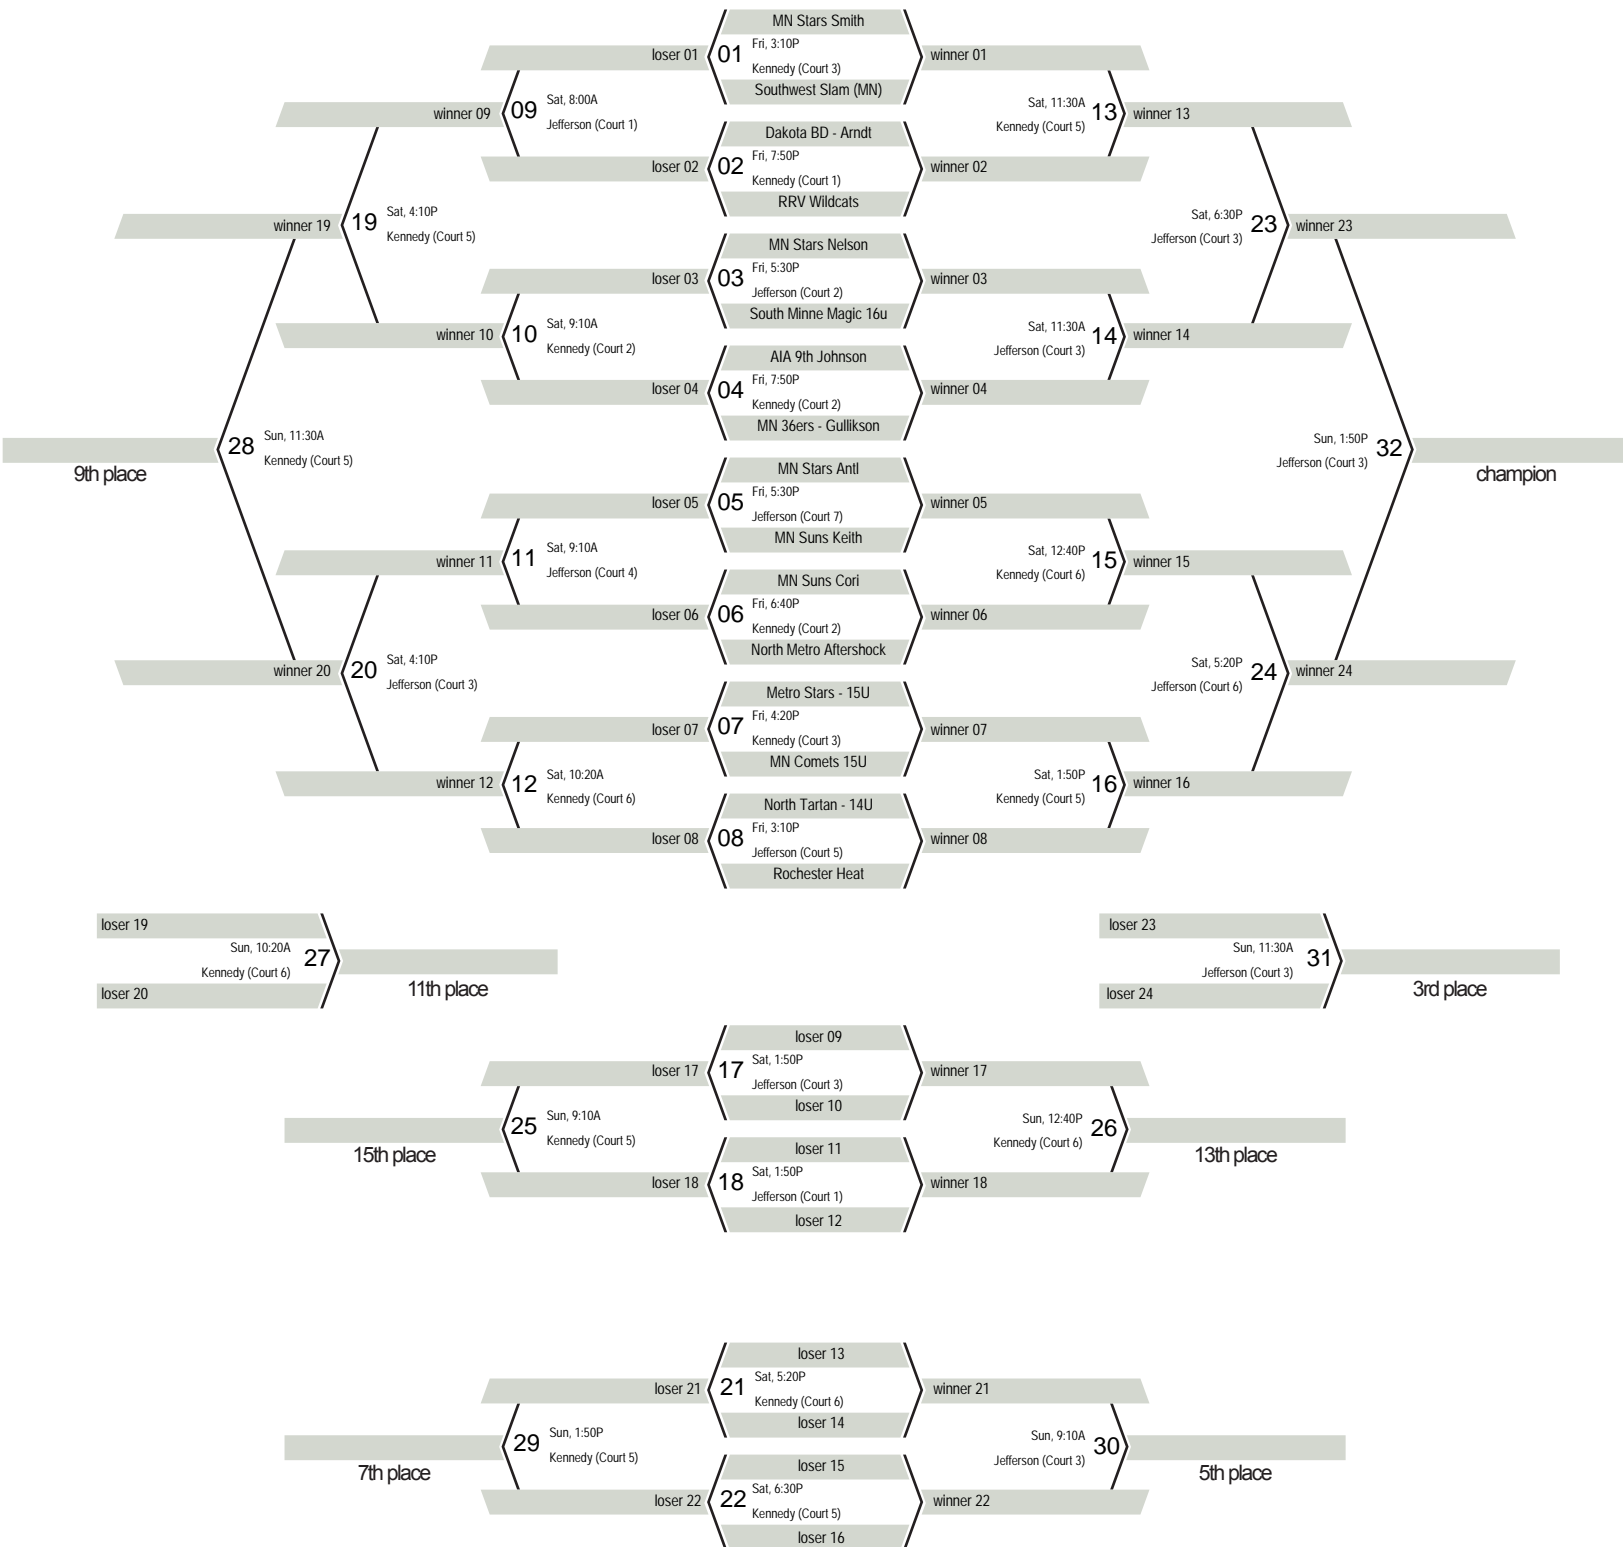 MN Stars Smith
loser 01
01
Fri, 3:10P
Kennedy (Court 3)
winner 01
Southwest Slam (MN)
winner 09
09
Sat, 8:00A
Jefferson (Court 1)
Sat, 11:30A
Kennedy (Court 5)
13
winner 13
Dakota BD - Arndt
loser 02
02
Fri, 7:50P
Kennedy (Court 1)
winner 02
RRV Wildcats
winner 19
19
Sat, 4:10P
Kennedy (Court 5)
Sat, 6:30P
Jefferson (Court 3)
23
winner 23
MN Stars Nelson
loser 03
03
Fri, 5:30P
Jefferson (Court 2)
winner 03
South Minne Magic 16u
winner 10
10
Sat, 9:10A
Kennedy (Court 2)
Sat, 11:30A
Jefferson (Court 3)
14
winner 14
AIA 9th Johnson
loser 04
04
Fri, 7:50P
Kennedy (Court 2)
winner 04
MN 36ers - Gullikson
28
Sun, 11:30A
Kennedy (Court 5)
9th place
Sun, 1:50P
Jefferson (Court 3)
32
champion
MN Stars Antl
loser 05
05
Fri, 5:30P
Jefferson (Court 7)
winner 05
MN Suns Keith
winner 11
11
Sat, 9:10A
Jefferson (Court 4)
Sat, 12:40P
Kennedy (Court 6)
15
winner 15
MN Suns Cori
loser 06
06
Fri, 6:40P
Kennedy (Court 2)
winner 06
North Metro Aftershock
winner 20
20
Sat, 4:10P
Jefferson (Court 3)
Sat, 5:20P
Jefferson (Court 6)
24
winner 24
Metro Stars - 15U
loser 07
07
Fri, 4:20P
Kennedy (Court 3)
winner 07
MN Comets 15U
winner 12
12
Sat, 10:20A
Kennedy (Court 6)
Sat, 1:50P
Kennedy (Court 5)
16
winner 16
North Tartan - 14U
loser 08
08
Fri, 3:10P
Jefferson (Court 5)
winner 08
Rochester Heat
loser 19
Sun, 10:20A
Kennedy (Court 6)
27
loser 20
11th place
loser 23
Sun, 11:30A
Jefferson (Court 3)
31
loser 24
3rd place
loser 09
loser 17
17
Sat, 1:50P
Jefferson (Court 3)
winner 17
loser 10
25
Sun, 9:10A
Kennedy (Court 5)
15th place
Sun, 12:40P
Kennedy (Court 6)
26
13th place
loser 11
loser 18
18
Sat, 1:50P
Jefferson (Court 1)
winner 18
loser 12
loser 13
loser 21
21
Sat, 5:20P
Kennedy (Court 6)
winner 21
loser 14
29
Sun, 1:50P
Kennedy (Court 5)
7th place
Sun, 9:10A
Jefferson (Court 3)
30
5th place
loser 15
loser 22
22
Sat, 6:30P
Kennedy (Court 5)
winner 22
loser 16